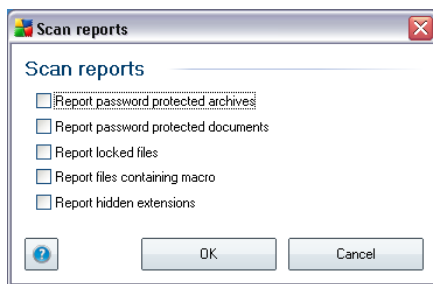 Scan reports
Scan reports
Report password protected archives
Report password protected documents
Report locked files
Report files containing macro
Report hidden extensions
?
OK
Cancel